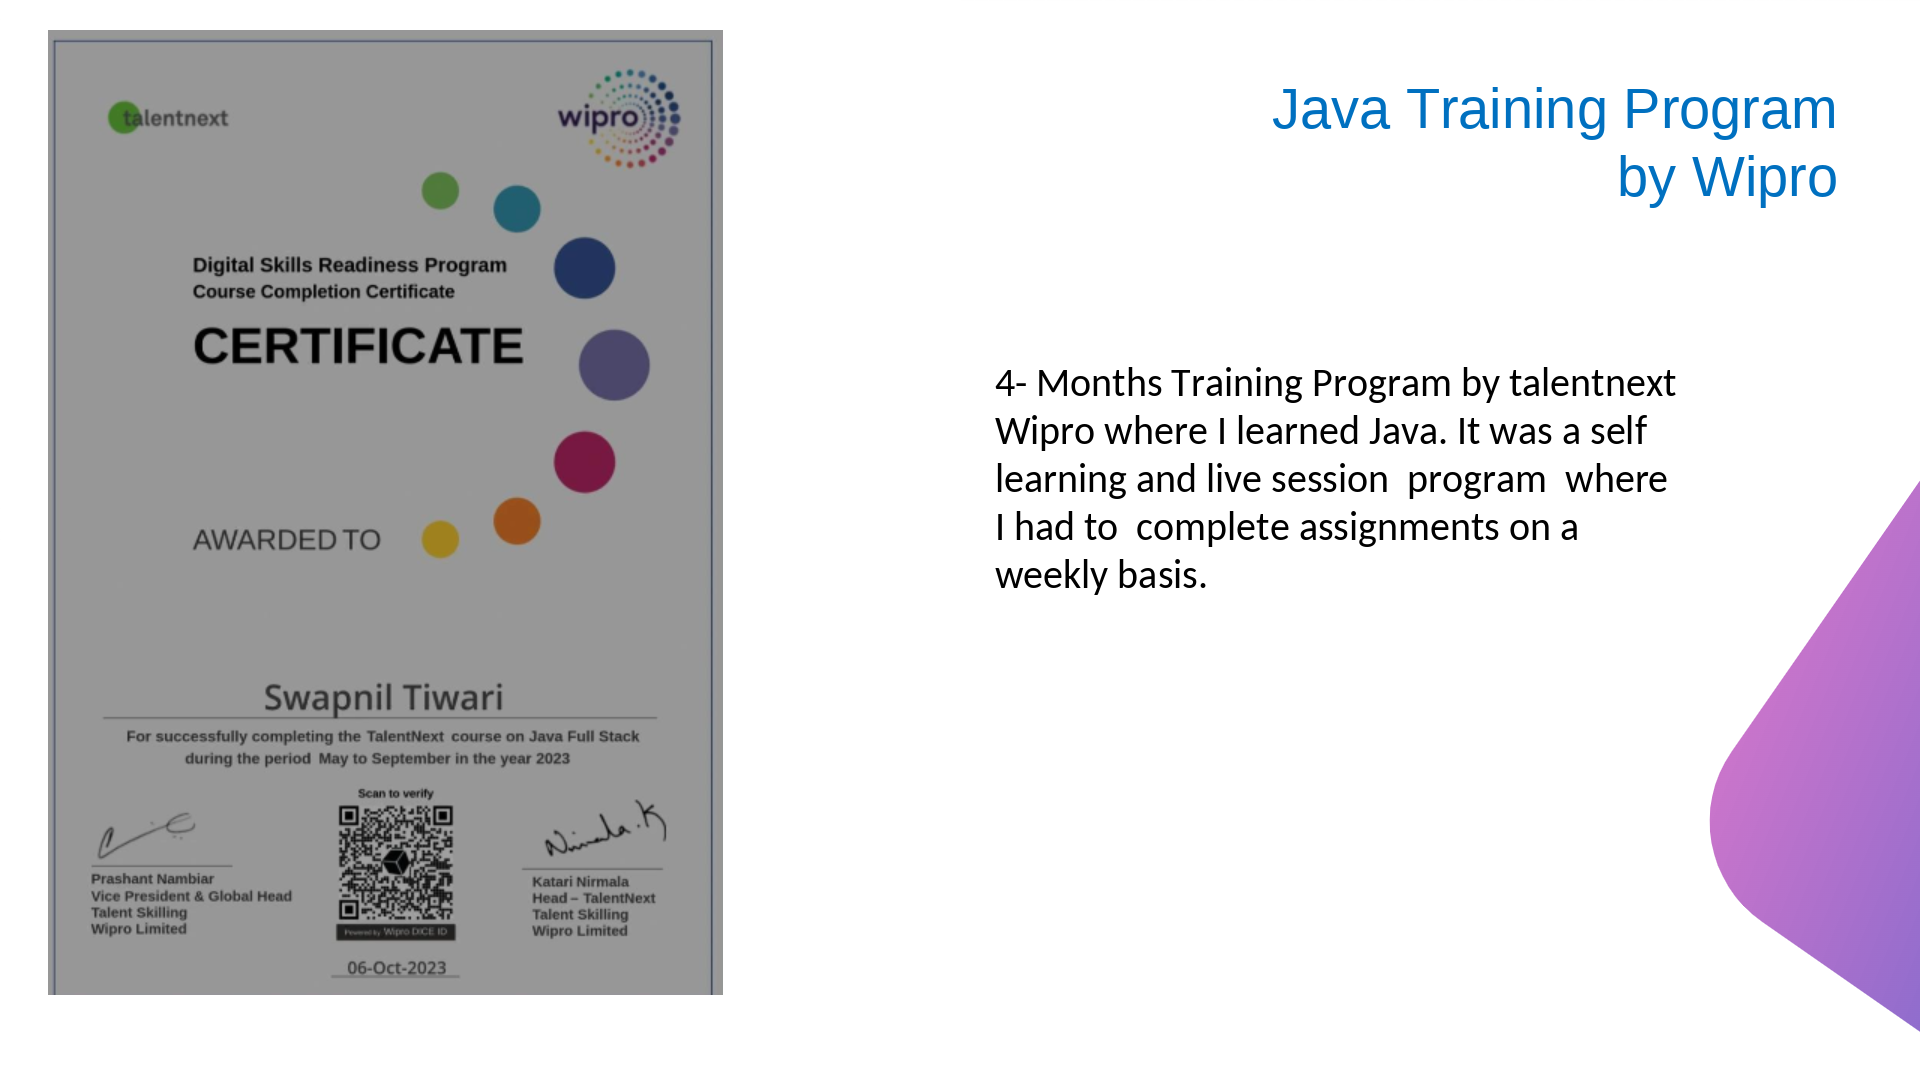 talentnext
wipro
Digital Skills Readiness Program
Course Completion Certificate
CERTIFICATE
AWARDED TO
Swapnil Tiwari
For successfully completing the TalentNext course on Java Full Stack
during the period May to September in the year 2023
Scan to verify
Nirmala.K
Prashant Nambiar
Vice President & Global Head
Talent Skilling
Wipro Limited
Powered by Wipro DICE ID
Katari Nirmala
Head – TalentNext
Talent Skilling
Wipro Limited
06-Oct-2023
Java Training Program
by Wipro
4- Months Training Program by talentnext
Wipro where I learned Java. It was a self
learning and live session program where
I had to complete assignments on a
weekly basis.